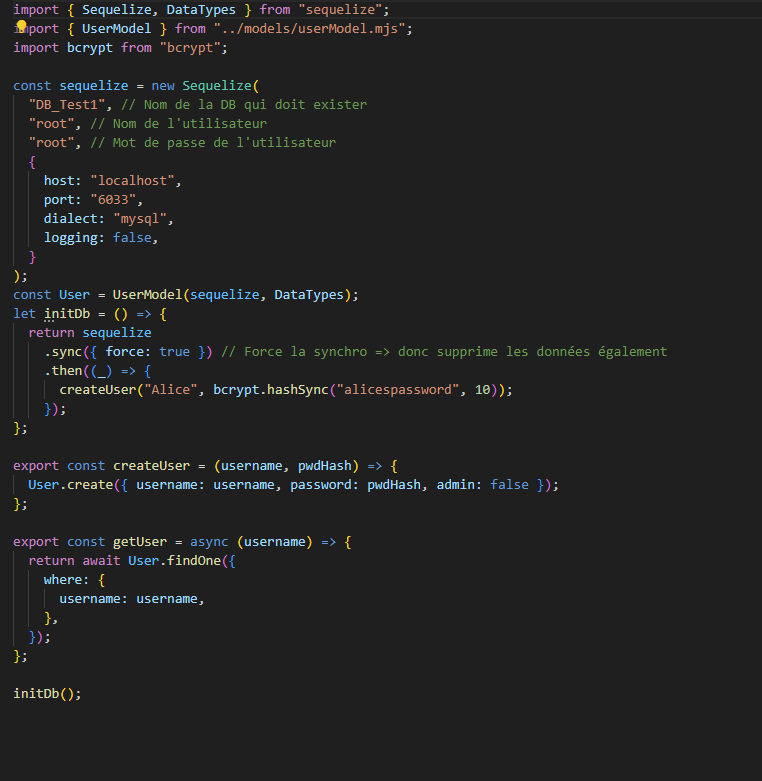 import { Sequelize, DataTypes } from "sequelize";
import { UserModel } from "../models/userModel.mjs";
import bcrypt from "bcrypt";
const sequelize = new Sequelize(
"DB_Test1", // Nom de la DB qui doit exister
"root", // Nom de l'utilisateur
"root", // Mot de passe de l'utilisateur
{
host: "localhost",
port: "6033",
dialect: "mysql",
logging: false,
}
);
const User = UserModel(sequelize, DataTypes);
let initDb = () => {
return sequelize
.sync({ force: true }) // Force la synchro => donc supprime les données également
.then((_) => {
createUser("Alice", bcrypt.hashSync("alicespassword", 10));
});
};
export const createUser = (username, pwdHash) => {
User.create({ username: username, password: pwdHash, admin: false });
};
export const getUser = async (username) => {
return await User.findOne({
where: {
username: username,
},
});
};
initDb();